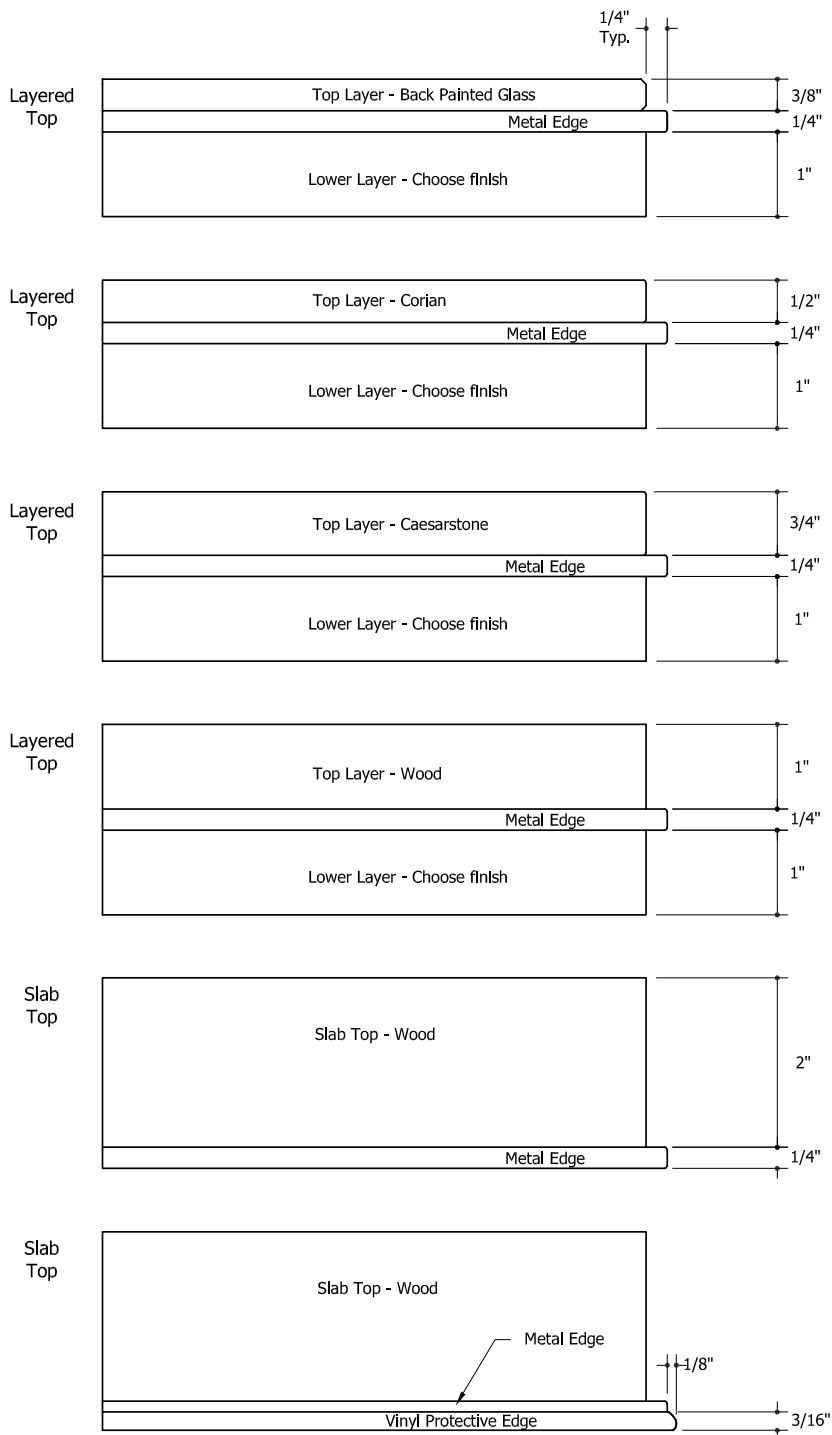 1/4"
Typ.
Layered
Top
Top Layer - Back Painted Glass
3/8"
Metal Edge
1/4"
Lower Layer - Choose finish
1"
Layered
Top
Top Layer - Corian
1/2"
Metal Edge
1/4"
Lower Layer - Choose finish
1"
Layered
Top
Top Layer - Caesarstone
3/4"
Metal Edge
1/4"
Lower Layer - Choose finish
1"
Layered
Top
Top Layer - Wood
1"
Metal Edge
1/4"
Lower Layer - Choose finish
1"
Slab
Top
Slab Top - Wood
2"
Metal Edge
1/4"
Slab
Top
Slab Top - Wood
Metal Edge
1/8"
Vinyl Protective Edge
3/16"